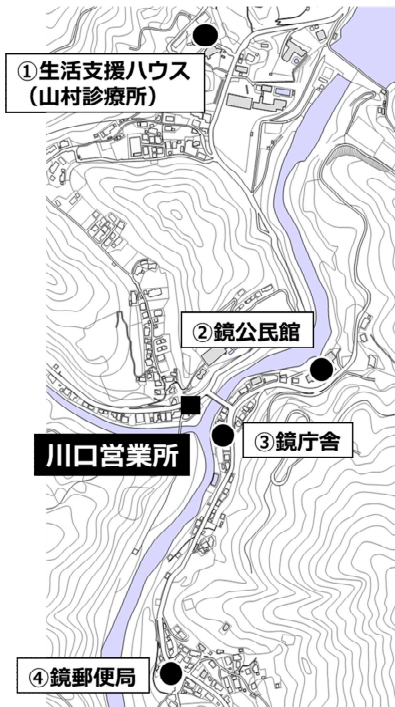 ①生活支援ハウス
（山村診療所）
②鏡公民館
川口営業所
③鏡庁舎
④鏡郵便局